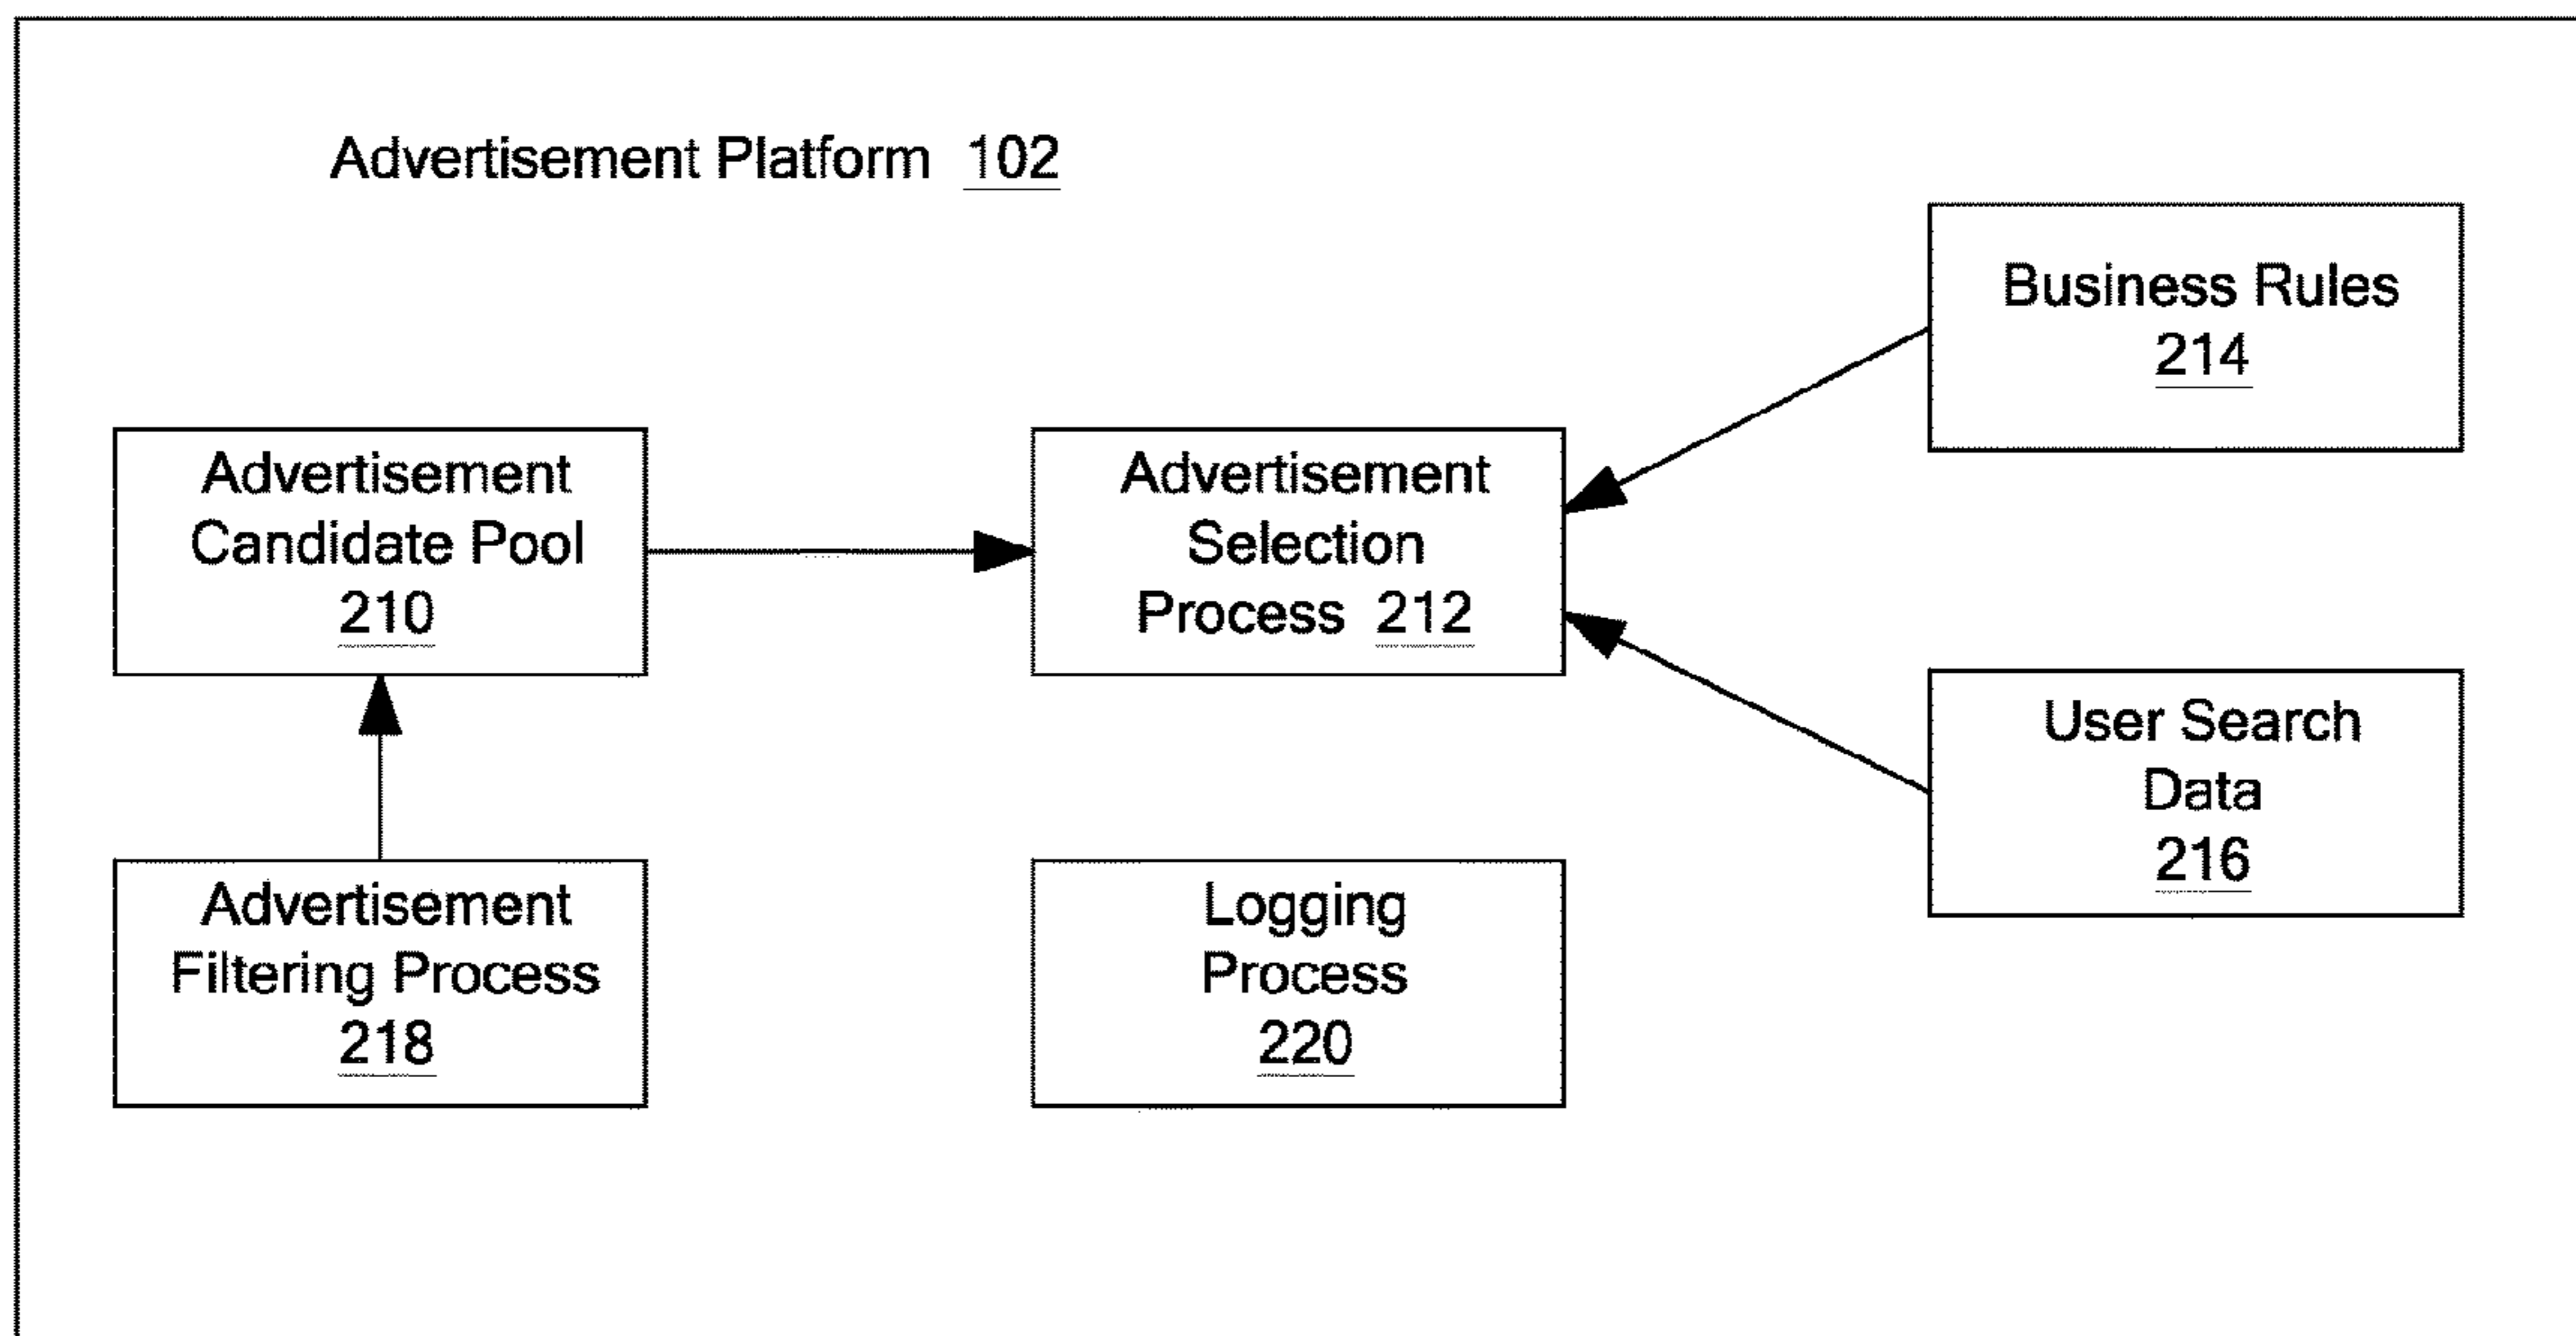 Advertisement Platform 102
Business Rules
214
Advertisement
Candidate Pool
210
Advertisement
Selection
Process 212
User Search
Data
216
Advertisement
Filtering Process
218
Logging
Process
220